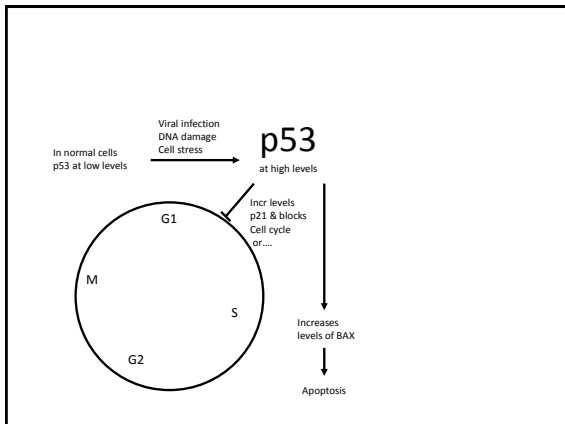 Viral infection
DNA damage
Cell stress
p53
In normal cells
p53 at low levels
at high levels
Incr levels
p21 & blocks
Cell cycle
or....
G1
M
S
G2
Increases
levels of BAX
Apoptosis